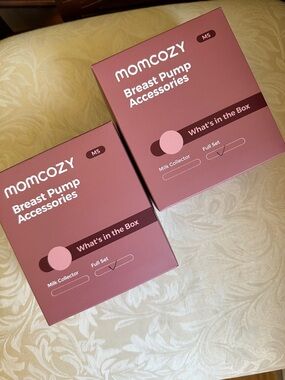 momcozy
M5
Breast Pump
Accessories
What's in the Box
Milk Collector
Full Set
momcozy
M5
Breast Pump
Accessories
What's in the Box
Milk Collector
Full Set